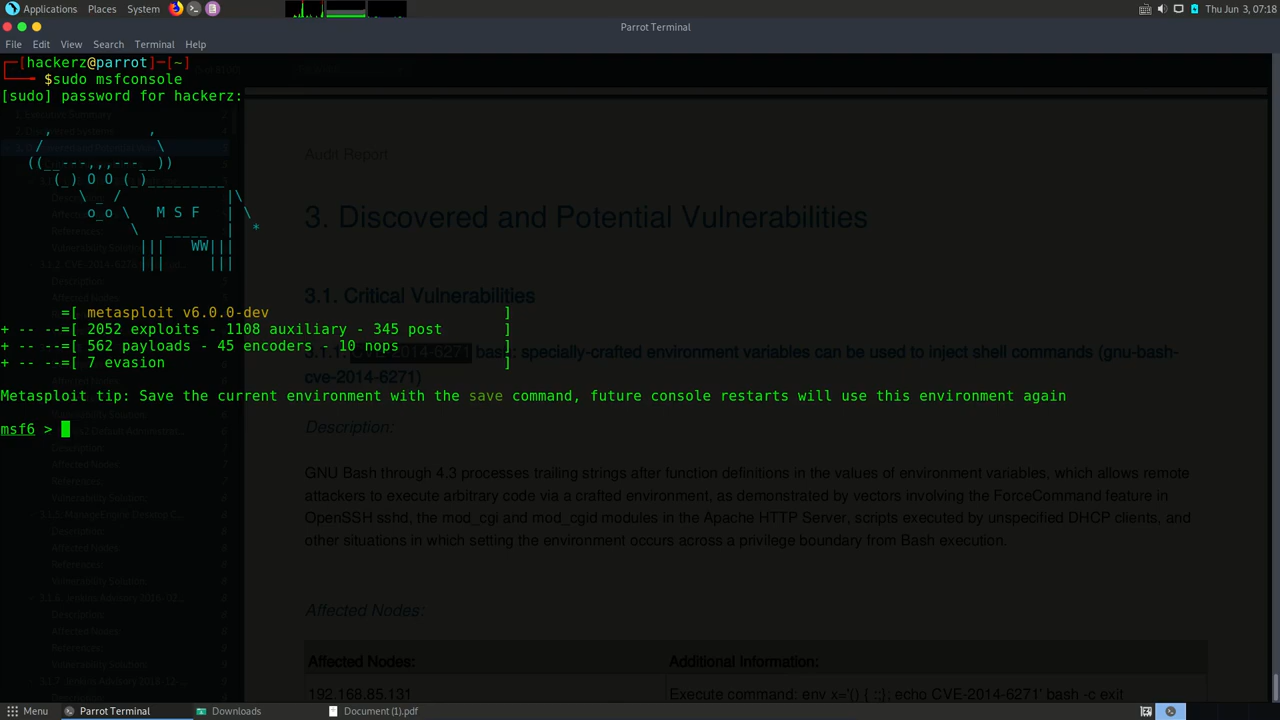 Applications Places System Thu Jun 3, 07:18
Parrot Terminal
File Edit View Search Terminal Help
┌─[hackerz@parrot]─[~]
└──╼ $sudo msfconsole
[sudo] password for hackerz:
Audit Report
M S F
3. Discovered and Potential Vulnerabilities
3.1. Critical Vulnerabilities
=[ metasploit v6.0.0-dev ]
+ -- --=[ 2052 exploits - 1108 auxiliary - 345 post ]
+ -- --=[ 562 payloads - 45 encoders - 10 nops ]
+ -- --=[ 7 evasion ]
3.1.1. CVE-2014-6271 bash: specially-crafted environment variables can be used to inject shell commands (gnu-bash-
cve-2014-6271)
Metasploit tip: Save the current environment with the save command, future console restarts will use this environment again
msf6 >
Description:
GNU Bash through 4.3 processes trailing strings after function definitions in the values of environment variables, which allows remote
attackers to execute arbitrary code via a crafted environment, as demonstrated by vectors involving the ForceCommand feature in
OpenSSH sshd, the mod_cgi and mod_cgid modules in the Apache HTTP Server, scripts executed by unspecified DHCP clients, and
other situations in which setting the environment occurs across a privilege boundary from Bash execution.
Affected Nodes:
Affected Nodes: Additional Information:
192.168.85.131 Execute command: env x='() { :;}; echo CVE-2014-6271' bash -c exit
Menu Parrot Terminal Downloads Document (1).pdf